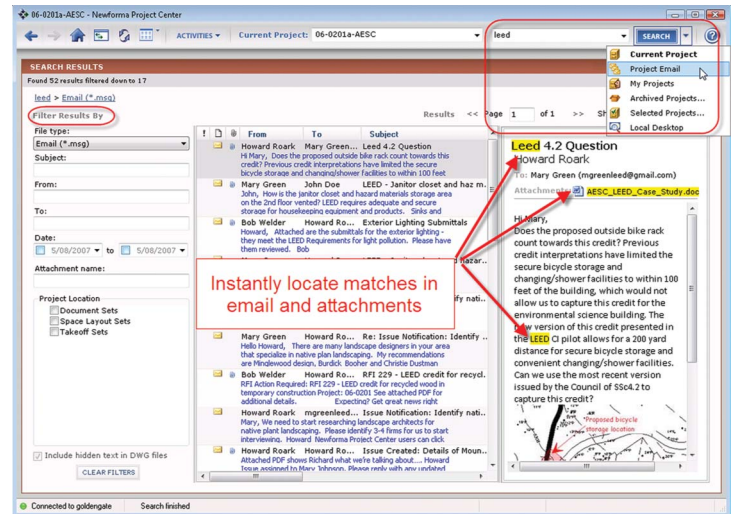 06-0201a-AESC - Newforma Project Center
ACTIVITIES Current Project: 06-0201a-AESC leed SEARCH
Current Project
Project Email
My Projects
Archived Projects...
Selected Projects...
Local Desktop
SEARCH RESULTS
Found 52 results filtered down to 17
leed > Email (*.msg)
Filter Results By
Results << Page 1 of 1 >> Sh
File type:
Email (*.msg)
Subject:
From:
To:
Date:
5/08/2007 to 5/08/2007
Attachment name:
Project Location
Document Sets
Space Layout Sets
Takeoff Sets
Include hidden text in DWG files
CLEAR FILTERS
! From To Subject
Howard Roark Mary Green... Leed 4.2 Question
Hi Mary, Does the proposed outside bike rack count towards this
credit? Previous credit interpretations have limited the secure
bicycle storage and changing/shower facilities to within 100 feet
Mary Green John Doe LEED - Janitor closet and haz m.
John, How is the janitor closet and hazard materials storage area
on the 2nd floor vented? LEED requires adequate and secure
storage for housekeeping equipment and products. Sinks and
Bob Welder Howard Ro... Exterior Lighting Submittals
Howard, Attached are the submittals for the exterior lighting -
they meet the LEED Requirements for light pollution. Please have
them reviewed. Bob
Instantly locate matches in
email and attachments
Mary Green Howard Ro... Re: Issue Notification: Identify ..
Hello Howard, There are many landscape designers in your area
that specialize in native plan landscaping. My recommendations
are Minglewood design, Burdick Booher and Christie Dustman
Bob Welder Howard Ro... RFI 229 - LEED credit for recycl.
RFI Action Required: RFI 229 - LEED credit for recycled wood in
temporary construction Project: 06-0201 See attached PDF for
additional details. Expecting? Get great news right
Howard Roark mgreenleed... Issue Notification: Identify nati..
Mary, We need to start researching landscape architects for
native plant landscaping. Please identify 3-4 firms for us to start
interviewing. Howard Newforma Project Center users can click
Howard Roark Howard Ro... Issue Created: Details of Moun..
Attached PDF shows Richard what we're talking about.... Howard
Issue assigned to Mary Johnson. Please reply with any updated
Leed 4.2 Question
Howard Roark
To: Mary Green (mgreenleed@gmail.com)
Attachments: AESC_LEED_Case_Study.doc
Hi Mary,
Does the proposed outside bike rack
count towards this credit? Previous
credit interpretations have limited the
secure bicycle storage and
changing/shower facilities to within 100
feet of the building, which would not
allow us to capture this credit for the
environmental science building. The
new version of this credit presented in
the LEED CI pilot allows for a 200 yard
distance for secure bicycle storage and
convenient changing/shower facilities.
Can we use the most recent version
issued by the Council of SSc4.2 to
capture this credit?
Proposed bicycle
storage location
Connected to goldengate Search finished